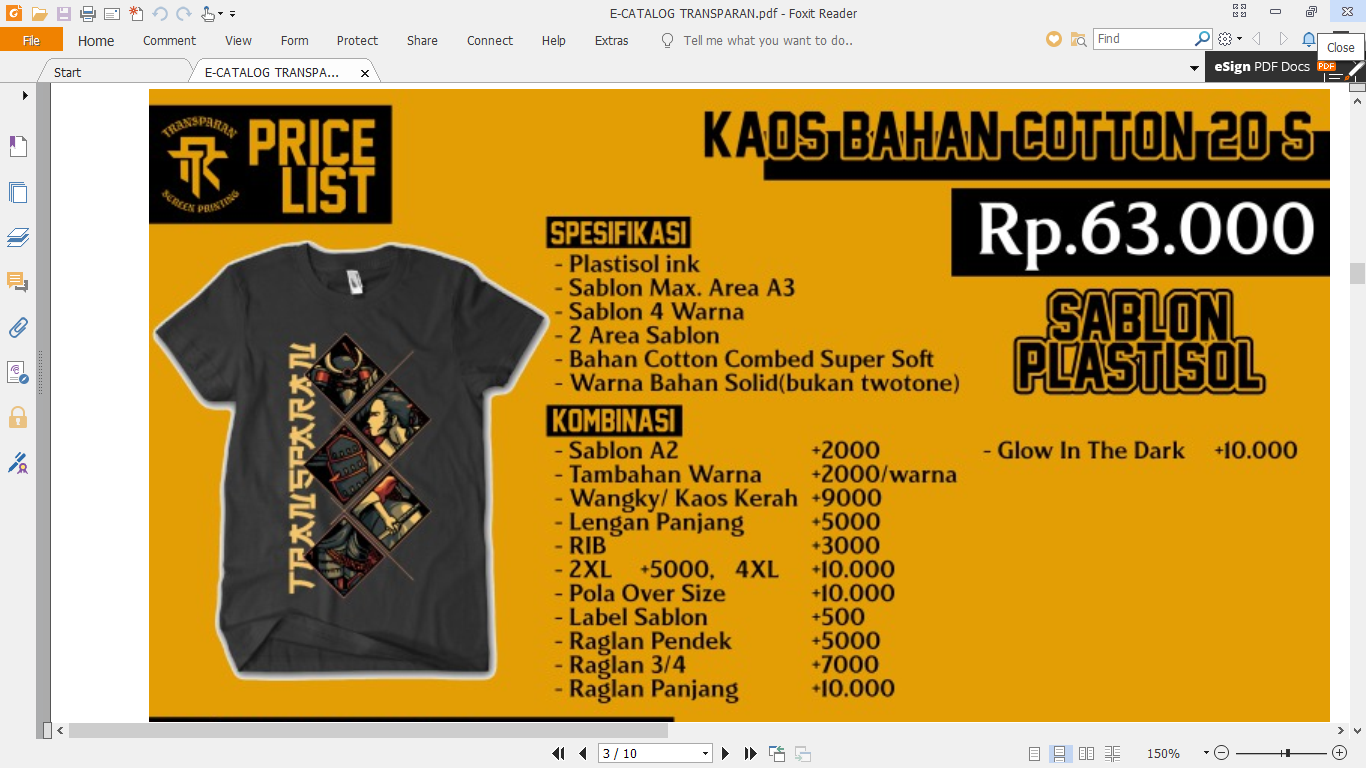 E-CATALOG TRANSPARAN.pdf - Foxit Reader
File Home Comment View Form Protect Share Connect Help Extras Tell me what you want to do.. Find
Close
Start E-CATALOG TRANSPA... eSign PDF Docs PDF
TRANSPARAN
SCREEN PRINTING
PRICE
LIST
KAOS BAHAN COTTON 20 S
Rp.63.000
SABLON
PLASTISOL
SPESIFIKASI
- Plastisol ink
- Sablon Max. Area A3
- Sablon 4 Warna
- 2 Area Sablon
- Bahan Cotton Combed Super Soft
- Warna Bahan Solid(bukan twotone)
KOMBINASI
- Sablon A2 +2000 - Glow In The Dark +10.000
- Tambahan Warna +2000/warna
- Wangky/ Kaos Kerah +9000
- Lengan Panjang +5000
- RIB +3000
- 2XL +5000, 4XL +10.000
- Pola Over Size +10.000
- Label Sablon +500
- Raglan Pendek +5000
- Raglan 3/4 +7000
- Raglan Panjang +10.000
TRANSPARAN
3 / 10 150%